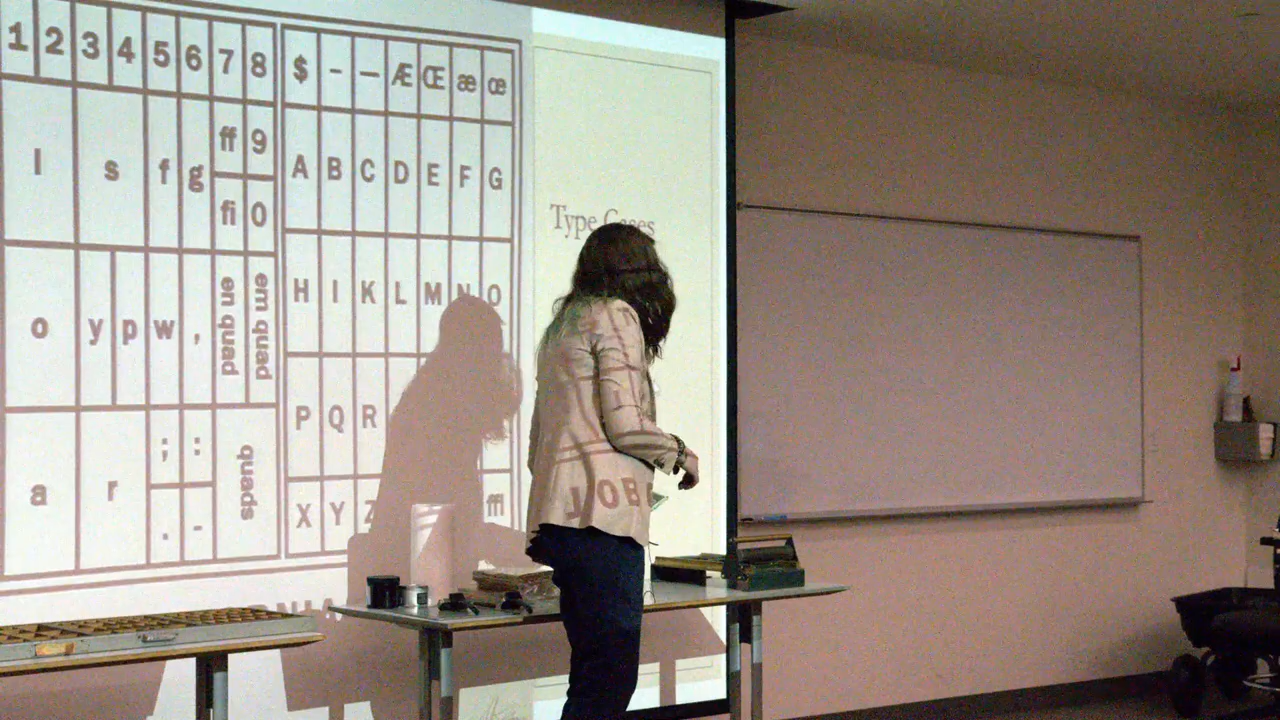 1 2 3 4 5 6 7 8 $ - — Æ Œ æ œ
ff 9
l s f g A B C D E F G
fi 0
Type Cases
o y p w , en quad em quad H I K L M N O
; :
a r quads P Q R
. - X Y Z ffl
JOB